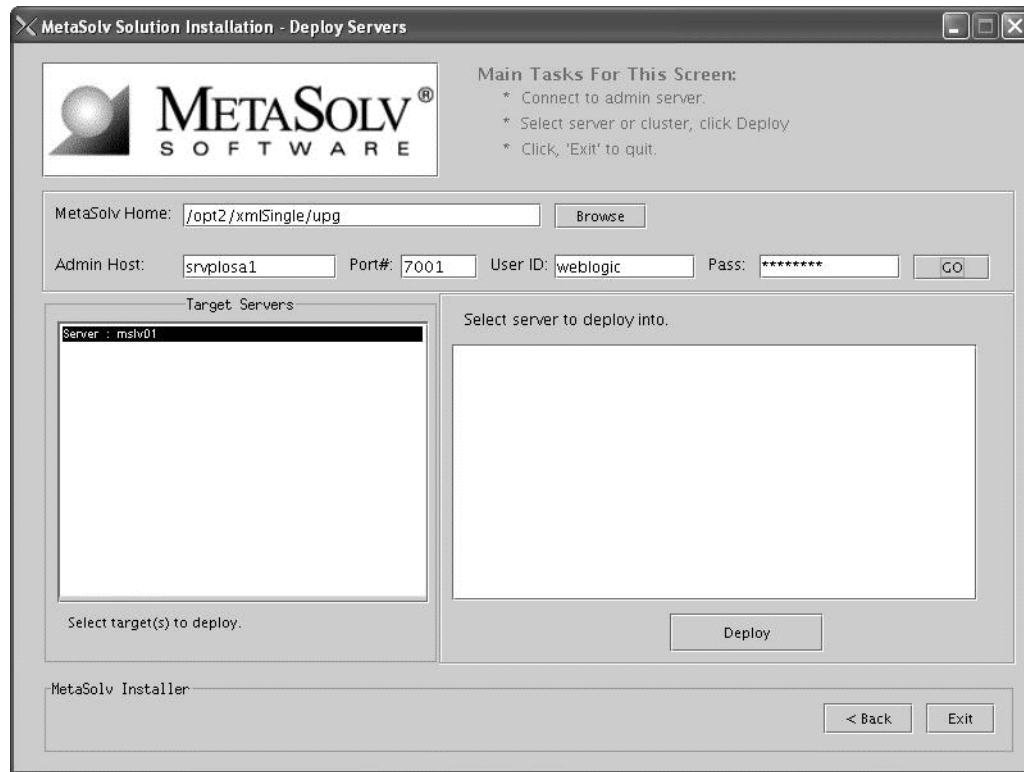 MetaSolv Solution Installation - Deploy Servers
METASOLV®
SOFTWARE
Main Tasks For This Screen:
* Connect to admin server.
* Select server or cluster, click Deploy
* Click, 'Exit' to quit.
MetaSolv Home: /opt2/xmlSingle/upg Browse
Admin Host: srvplosa1 Port#: 7001 User ID: weblogic Pass: ******** GO
Target Servers
Server : mslv01
Select target(s) to deploy.
Select server to deploy into.
Deploy
MetaSolv Installer
< Back Exit